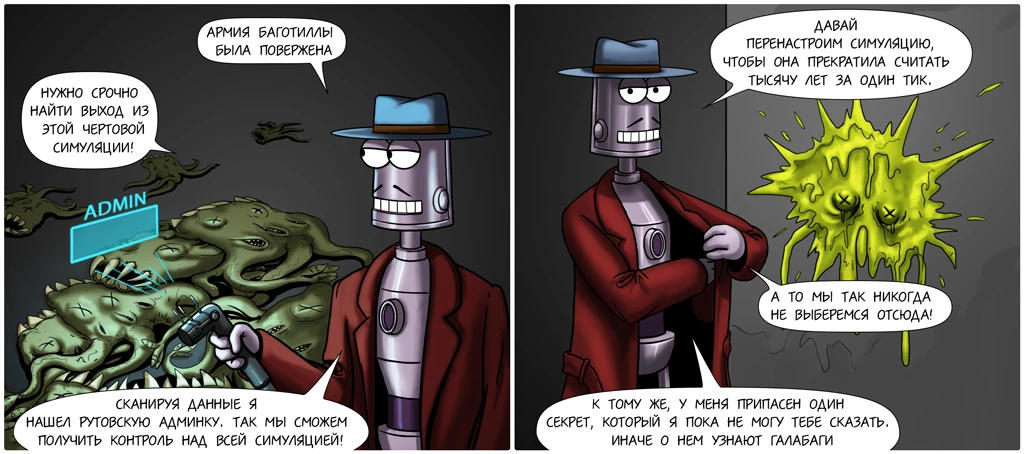 АРМИЯ БАГОТИЛЛЫ
БЫЛА ПОВЕРЖЕНА
НУЖНО СРОЧНО
НАЙТИ ВЫХОД ИЗ
ЭТОЙ ЧЕРТОВОЙ
СИМУЛЯЦИИ!
ADMIN
СКАНИРУЯ ДАННЫЕ Я
НАШЕЛ РУТОВСКУЮ АДМИНКУ. ТАК МЫ СМОЖЕМ
ПОЛУЧИТЬ КОНТРОЛЬ НАД ВСЕЙ СИМУЛЯЦИЕЙ!
ДАВАЙ
ПЕРЕНАСТРОИМ СИМУЛЯЦИЮ,
ЧТОБЫ ОНА ПРЕКРАТИЛА СЧИТАТЬ
ТЫСЯЧУ ЛЕТ ЗА ОДИН ТИК.
А ТО МЫ ТАК НИКОГДА
НЕ ВЫБЕРЕМСЯ ОТСЮДА!
К ТОМУ ЖЕ, У МЕНЯ ПРИПАСЕН ОДИН
СЕКРЕТ, КОТОРЫЙ Я ПОКА НЕ МОГУ ТЕБЕ СКАЗАТЬ.
ИНАЧЕ О НЕМ УЗНАЮТ ГАЛАБАГИ